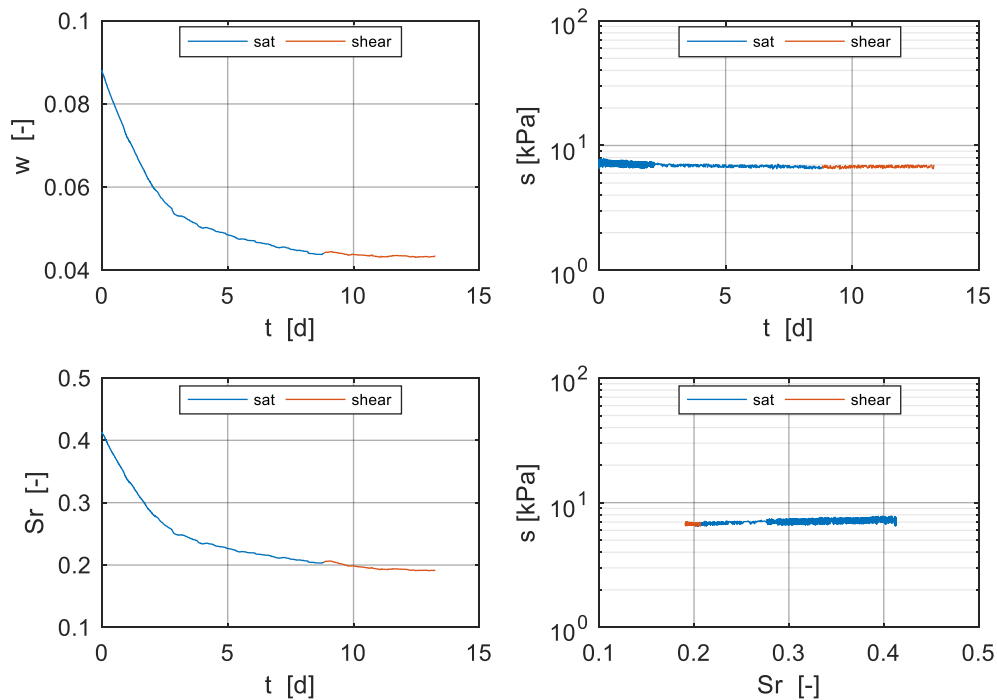 0.1
0.08
0.06
0.04
w [-]
sat shear
0 5 10 15
t [d]
10^2
10^1
10^0
s [kPa]
sat shear
0 5 10 15
t [d]
0.5
0.4
0.3
0.2
0.1
Sr [-]
sat shear
0 5 10 15
t [d]
10^2
10^1
10^0
s [kPa]
sat shear
0.1 0.2 0.3 0.4 0.5
Sr [-]